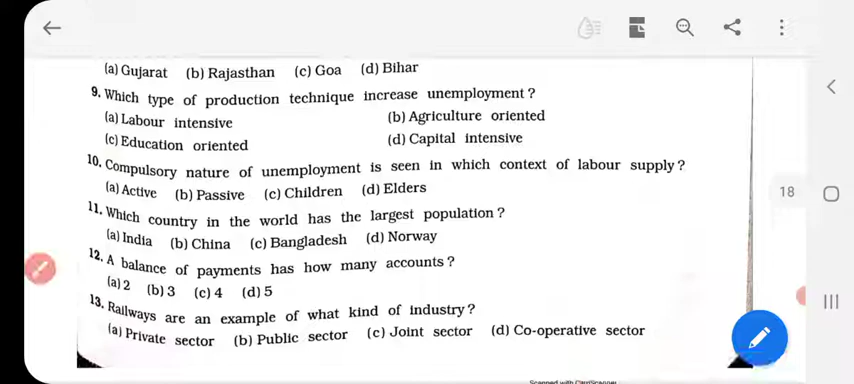 (a) Gujarat (b) Rajasthan (c) Goa (d) Bihar
9. Which type of production technique increase unemployment ?
(a) Labour intensive (b) Agriculture oriented
(c) Education oriented (d) Capital intensive
10. Compulsory nature of unemployment is seen in which context of labour supply ?
(a) Active (b) Passive (c) Children (d) Elders
11. Which country in the world has the largest population ?
(a) India (b) China (c) Bangladesh (d) Norway
12. A balance of payments has how many accounts ?
(a) 2 (b) 3 (c) 4 (d) 5
13. Railways are an example of what kind of industry ?
(a) Private sector (b) Public sector (c) Joint sector (d) Co-operative sector
18
Scanned with CamScanner